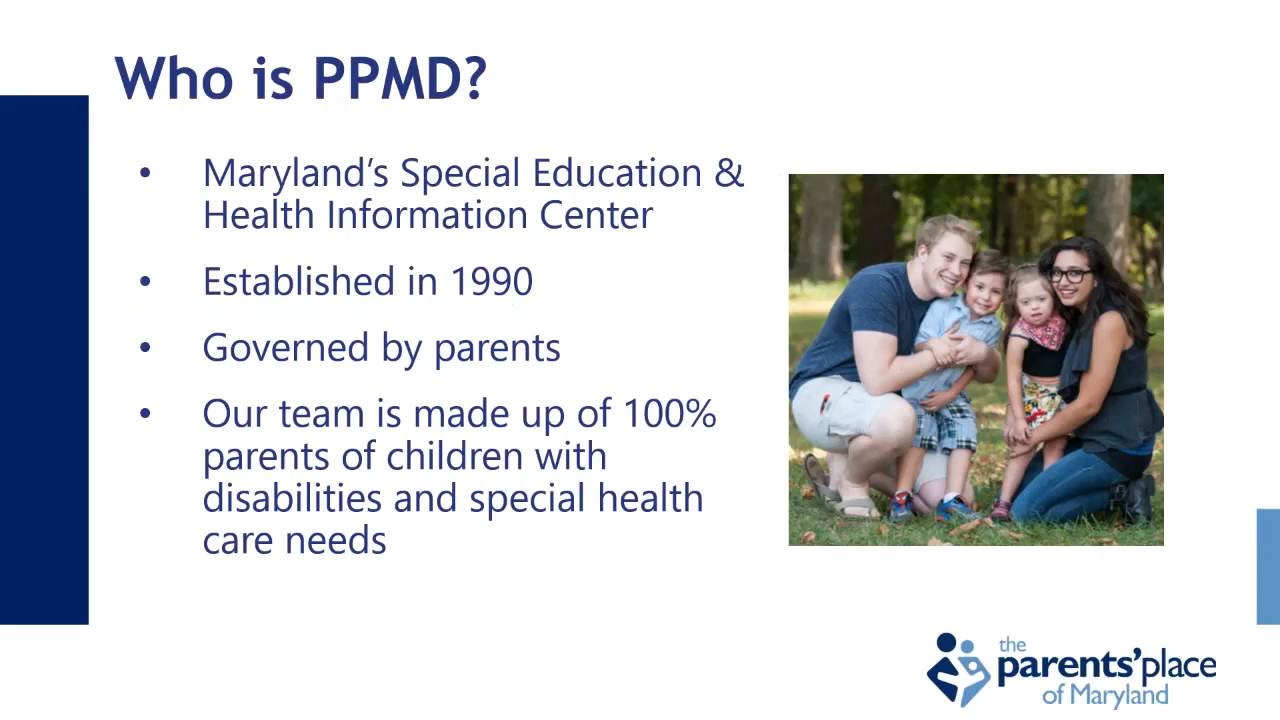 Who is PPMD?
• Maryland’s Special Education &
Health Information Center
• Established in 1990
• Governed by parents
• Our team is made up of 100%
parents of children with
disabilities and special health
care needs
the
parents’place
of Maryland